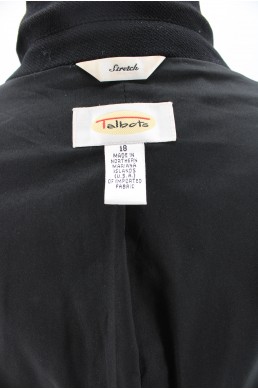 Stretch
Talbots
18
MADE IN
NORTHERN
MARIANA
ISLANDS
(U.S.A.)
OF IMPORTED
FABRIC